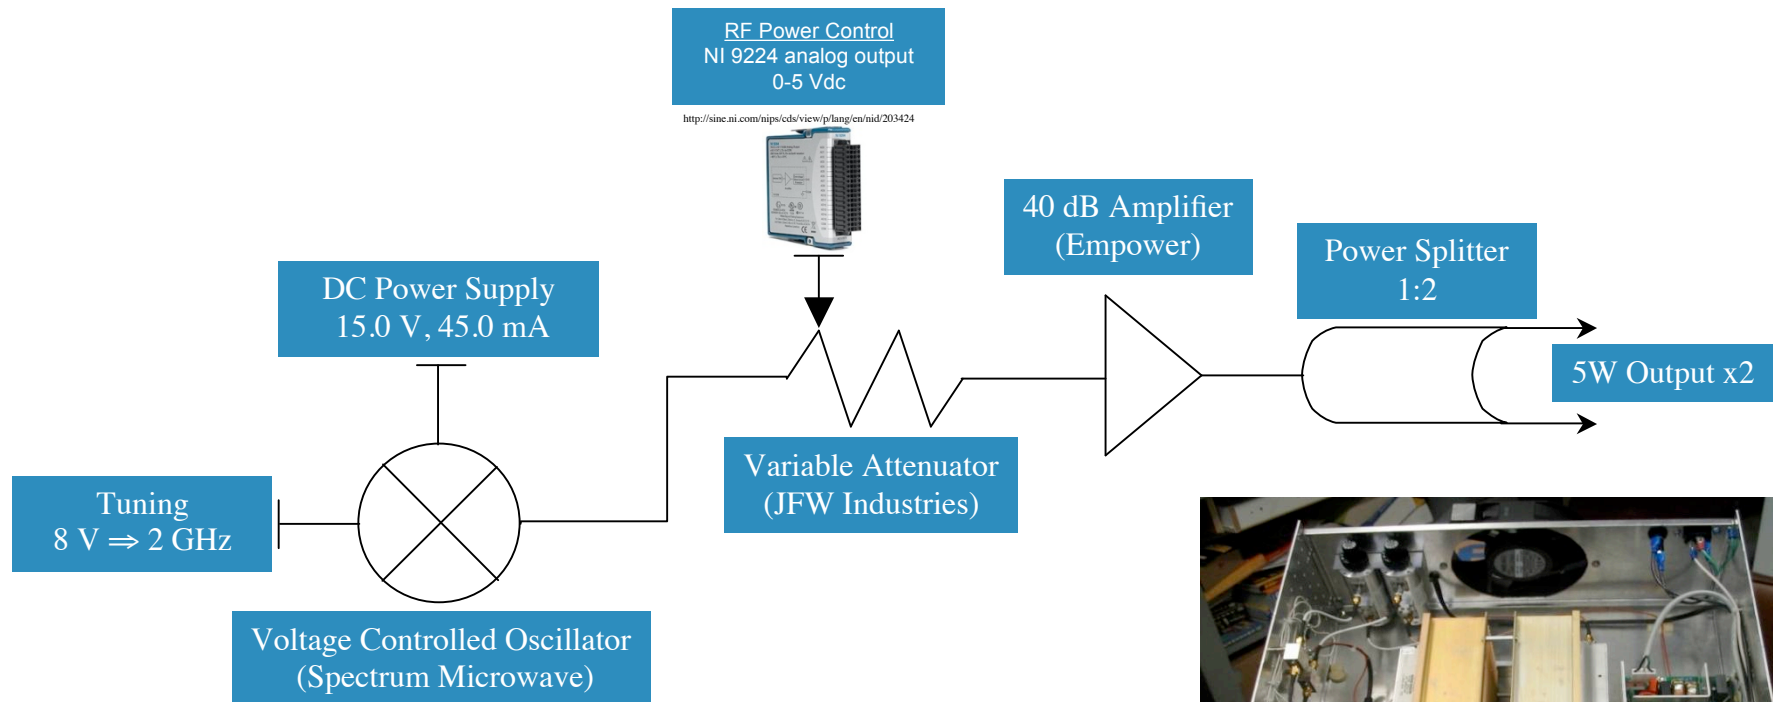 RF Power Control
NI 9224 analog output
0-5 Vdc
http://sine.ni.com/nips/cds/view/p/lang/en/nid/203424
40 dB Amplifier
(Empower)
Power Splitter
1:2
DC Power Supply
15.0 V, 45.0 mA
5W Output x2
Variable Attenuator
(JFW Industries)
Tuning
8 V ⇒ 2 GHz
Voltage Controlled Oscillator
(Spectrum Microwave)